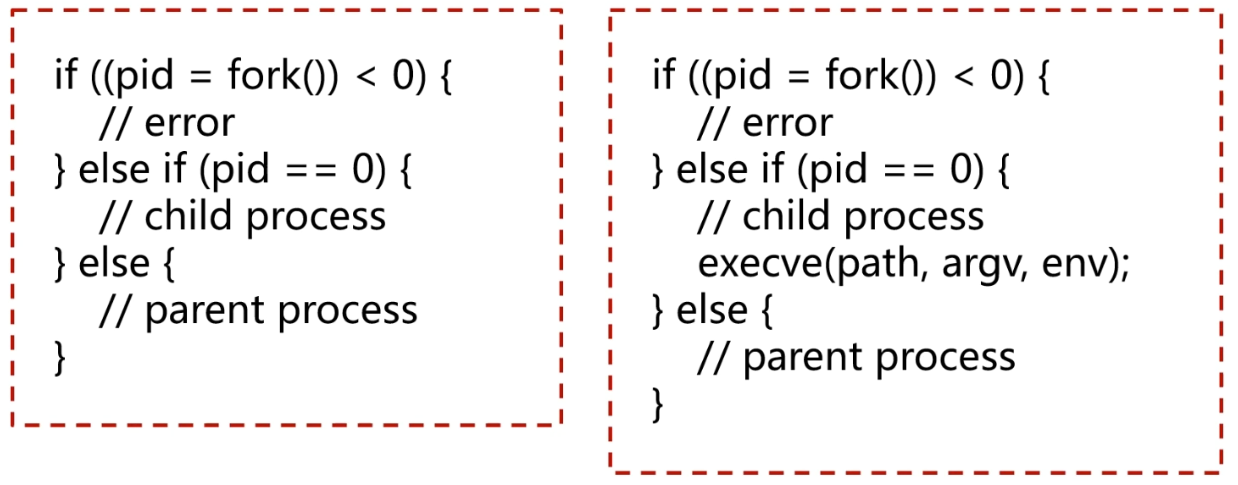 if ((pid = fork()) < 0) {
// error
} else if (pid == 0) {
// child process
} else {
// parent process
}
if ((pid = fork()) < 0) {
// error
} else if (pid == 0) {
// child process
execve(path, argv, env);
} else {
// parent process
}